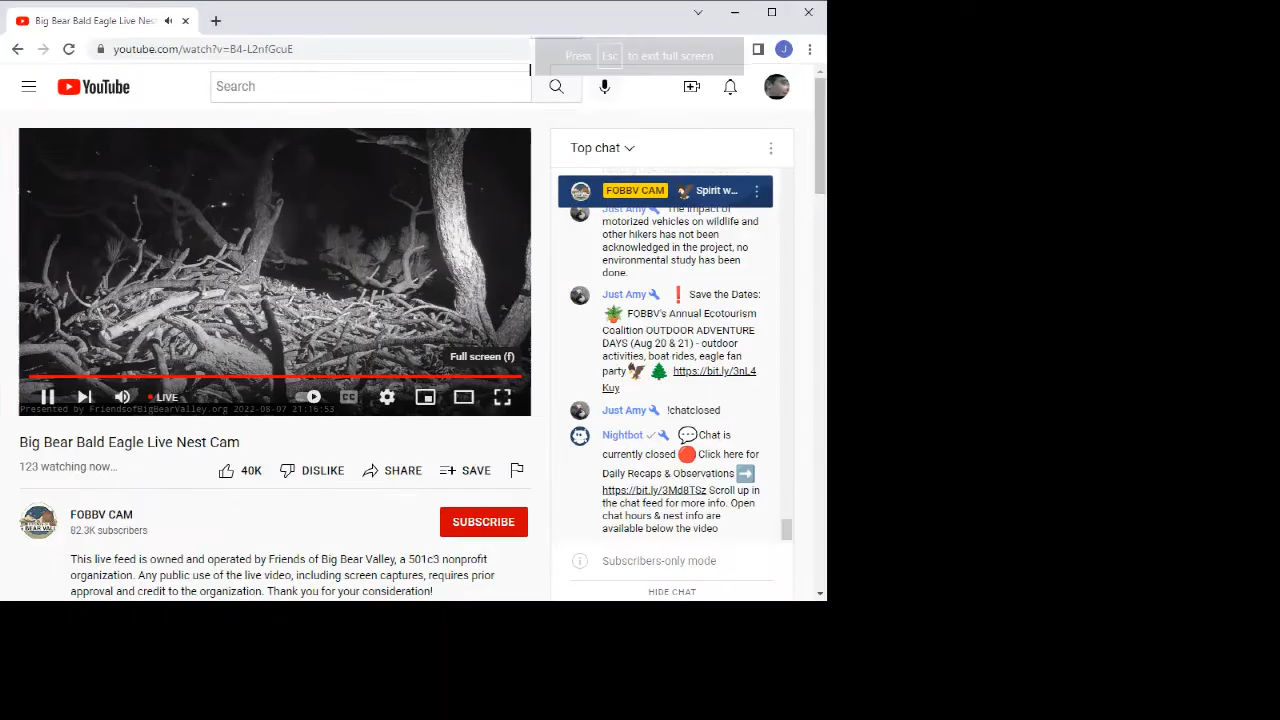 Big Bear Bald Eagle Live Nest
youtube.com/watch?v=B4-L2nfGcuE
Press Esc to exit full screen
J
YouTube
Search
Top chat
FOBBV CAM Spirit w...
Just Amy The impact of
motorized vehicles on wildlife and
other hikers has not been
acknowledged in the project, no
environmental study has been
done.
Just Amy Save the Dates:
FOBBV's Annual Ecotourism
Coalition OUTDOOR ADVENTURE
DAYS (Aug 20 & 21) - outdoor
activities, boat rides, eagle fan
party https://bit.ly/3nL4
Kuy
Just Amy !chatclosed
Nightbot Chat is
currently closed Click here for
Daily Recaps & Observations
https://bit.ly/3Md8TSz Scroll up in
the chat feed for more info. Open
chat hours & nest info are
available below the video
Subscribers-only mode
HIDE CHAT
Full screen (f)
LIVE
CC
Presented by FriendsofBigBearValley.org 2022-08-07 21:16:53
Big Bear Bald Eagle Live Nest Cam
123 watching now...
40K DISLIKE SHARE SAVE
FOBBV CAM
82.3K subscribers
SUBSCRIBE
This live feed is owned and operated by Friends of Big Bear Valley, a 501c3 nonprofit
organization. Any public use of the live video, including screen captures, requires prior
approval and credit to the organization. Thank you for your consideration!